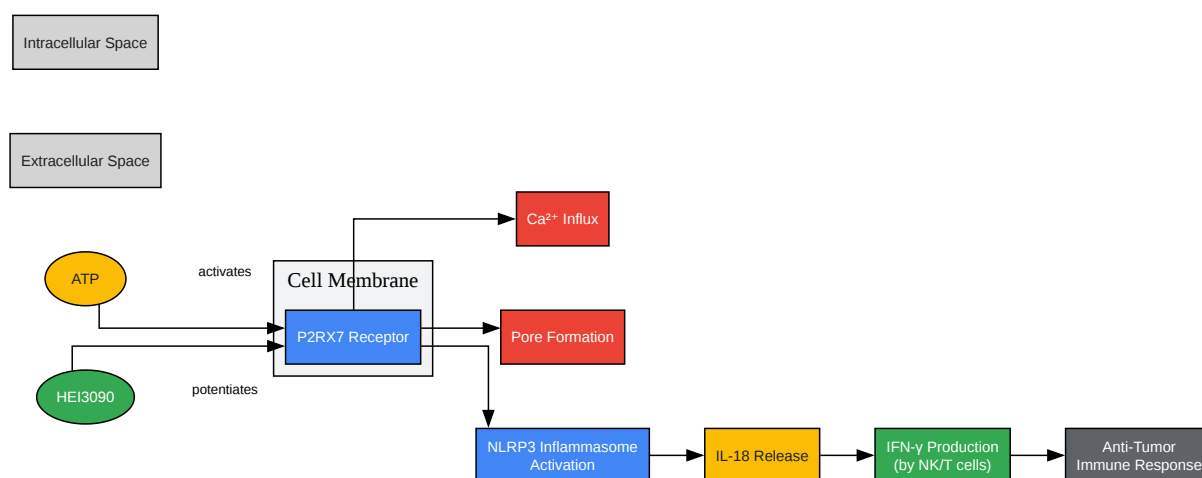 Intracellular Space
Extracellular Space
Ca²⁺ Influx
ATP
activates
Cell Membrane
P2RX7 Receptor
Pore Formation
HEI3090
potentiates
NLRP3 Inflammasome
Activation
IL-18 Release
IFN-γ Production
(by NK/T cells)
Anti-Tumor
Immune Response